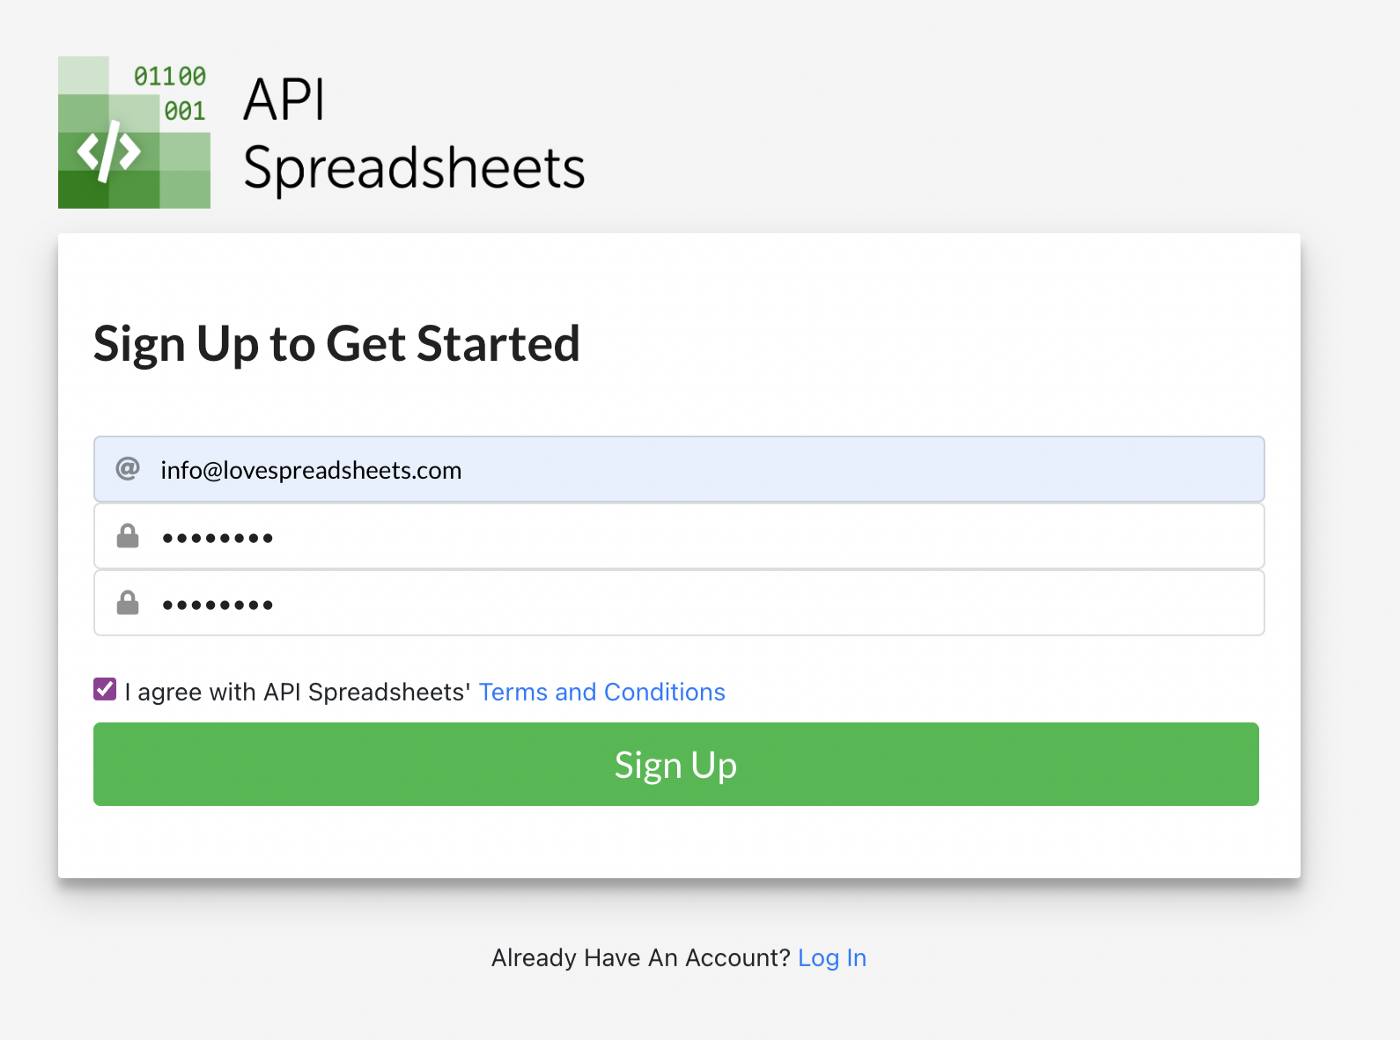 01100
001
</>
API
Spreadsheets
Sign Up to Get Started
@ info@lovespreadsheets.com
••••••••
••••••••
I agree with API Spreadsheets' Terms and Conditions
Sign Up
Already Have An Account? Log In